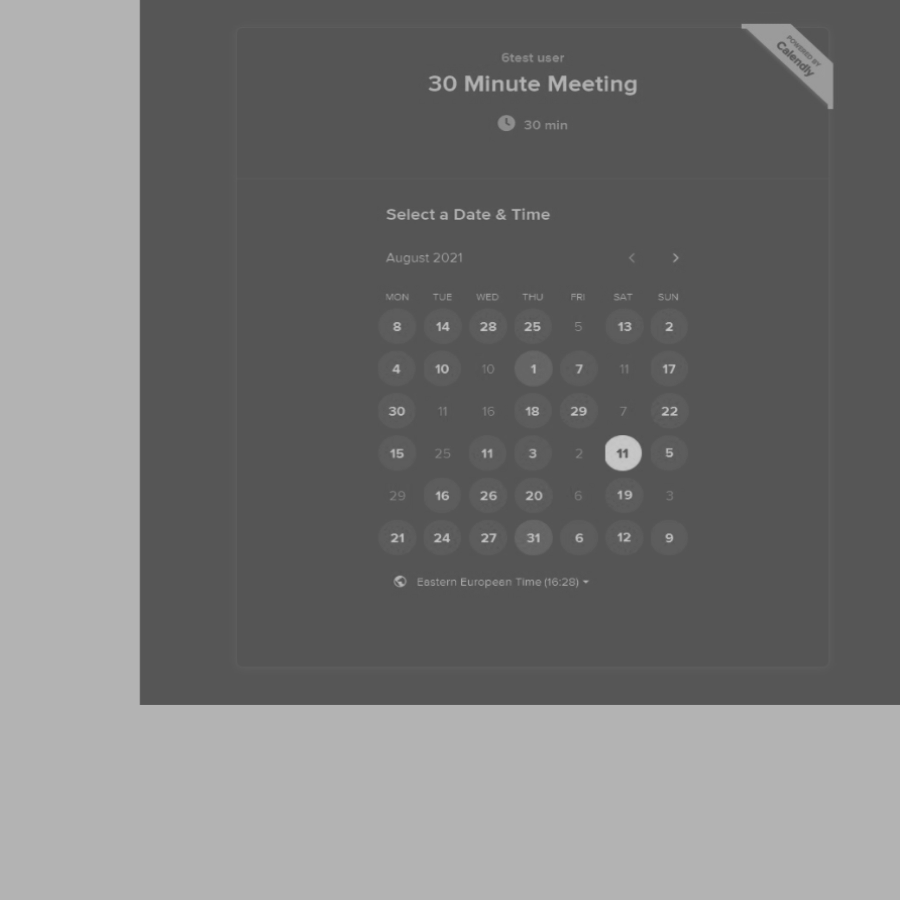 POWERED BY
Calendly
6test user
30 Minute Meeting
30 min
Select a Date & Time
August 2021
MON TUE WED THU FRI SAT SUN
8 14 28 25 5 13 2
4 10 10 1 7 11 17
30 11 16 18 29 7 22
15 25 11 3 2 11 5
29 16 26 20 6 19 3
21 24 27 31 6 12 9
Eastern European Time (16:28)